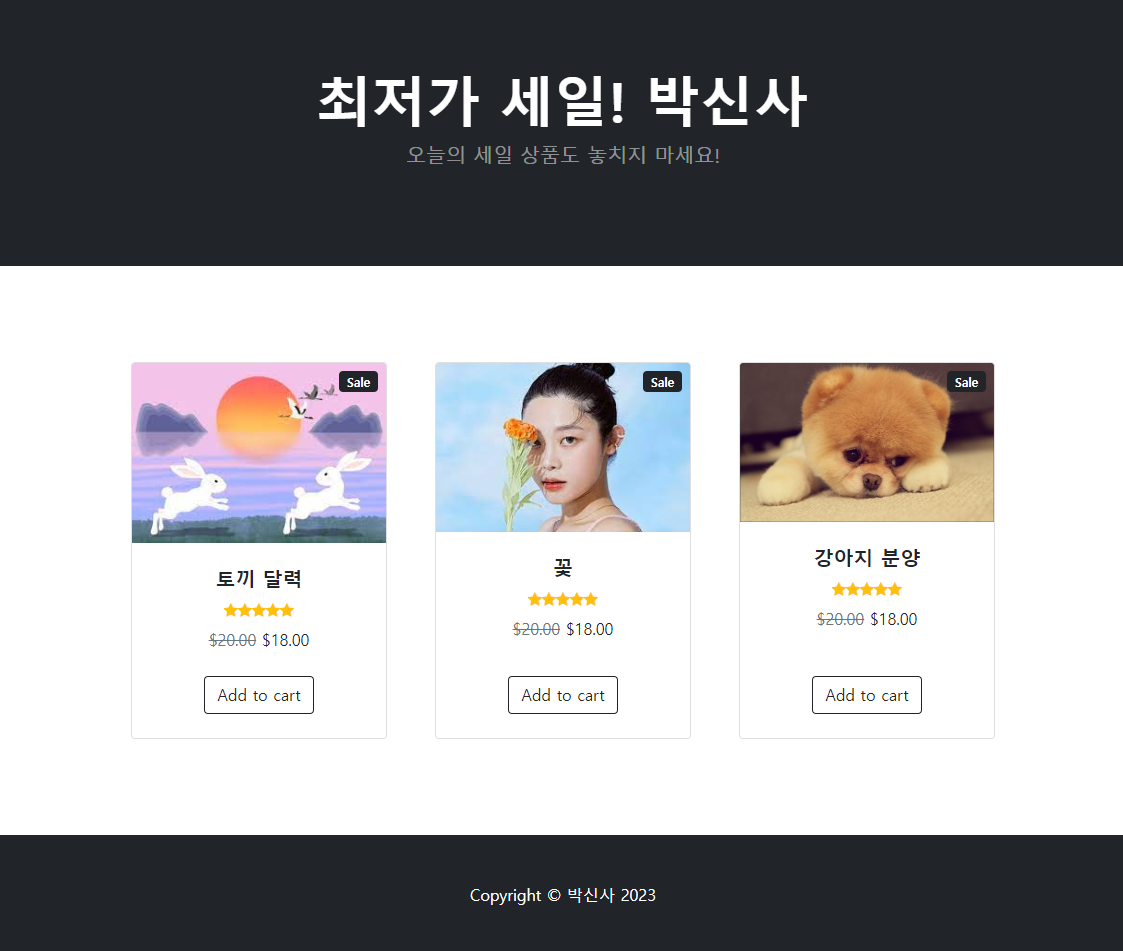 최저가 세일! 박신사
오늘의 세일 상품도 놓치지 마세요!
Sale
토끼 달력
$20.00 $18.00
Add to cart
Sale
꽃
$20.00 $18.00
Add to cart
Sale
강아지 분양
$20.00 $18.00
Add to cart
Copyright © 박신사 2023